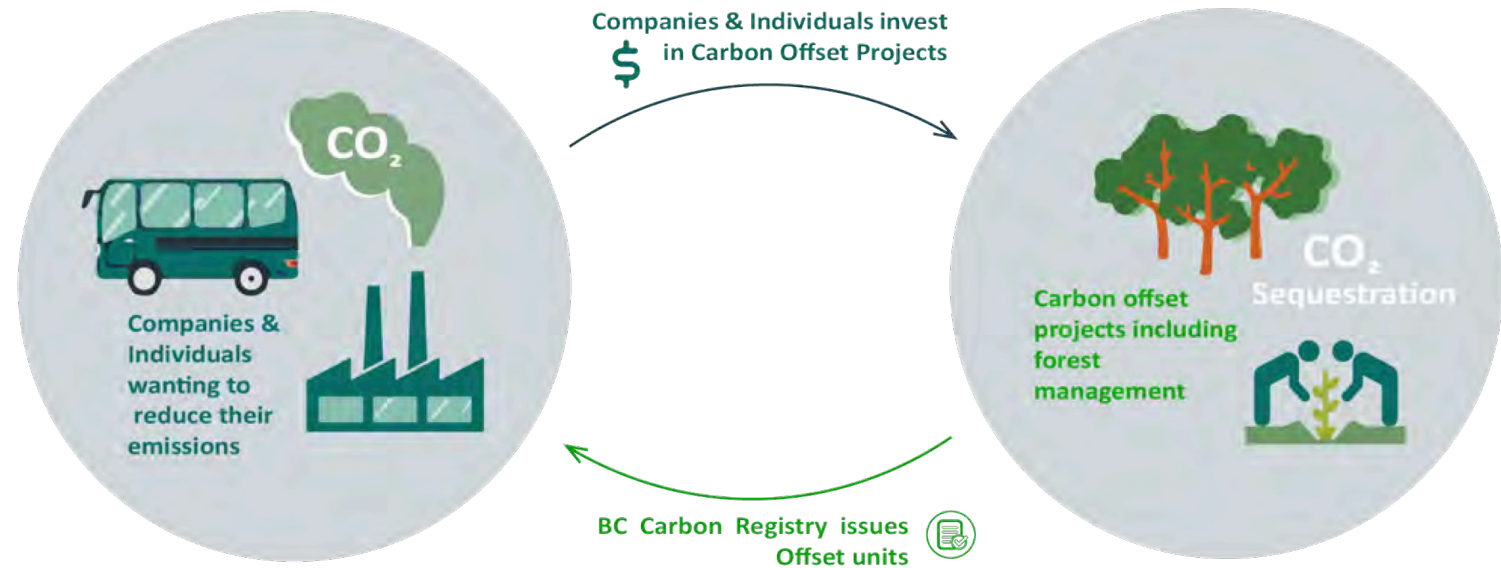 Companies & Individuals invest
$ in Carbon Offset Projects
CO₂
Companies &
Individuals
wanting to
reduce their
emissions
CO₂
Sequestration
Carbon offset
projects including
forest
management
BC Carbon Registry issues
Offset units